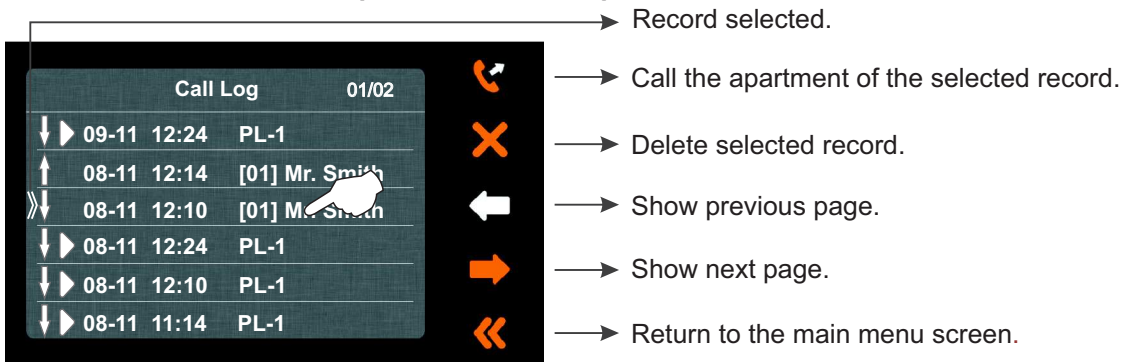 Record selected.
Call Log 01/02
Call the apartment of the selected record.
09-11 12:24 PL-1
Delete selected record.
08-11 12:14 [01] Mr. Smith
08-11 12:10 [01] Mr. Smith
Show previous page.
08-11 12:24 PL-1
Show next page.
08-11 12:10 PL-1
08-11 11:14 PL-1
Return to the main menu screen.